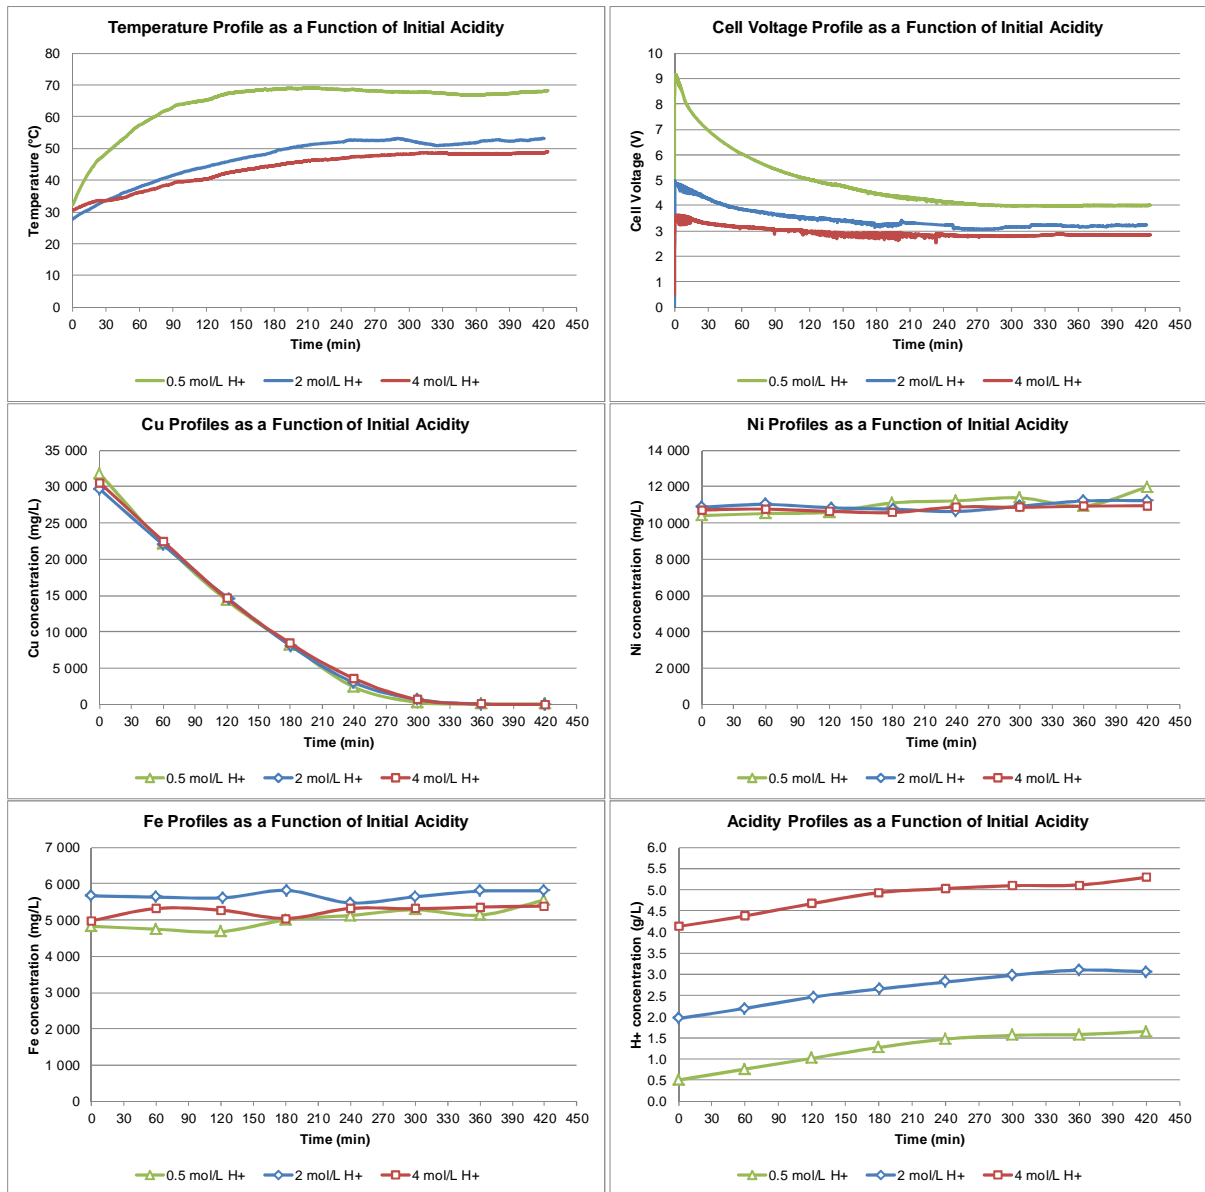 Temperature Profile as a Function of Initial Acidity
80
70
60
50
40
30
20
10
0
Temperature (°C)
0 30 60 90 120 150 180 210 240 270 300 330 360 390 420 450
Time (min)
0.5 mol/L H+ 2 mol/L H+ 4 mol/L H+
Cell Voltage Profile as a Function of Initial Acidity
10
9
8
7
6
5
4
3
2
1
0
Cell Voltage (V)
0 30 60 90 120 150 180 210 240 270 300 330 360 390 420 450
Time (min)
0.5 mol/L H+ 2 mol/L H+ 4 mol/L H+
Cu Profiles as a Function of Initial Acidity
35 000
30 000
25 000
20 000
15 000
10 000
5 000
0
Cu concentration (mg/L)
0 30 60 90 120 150 180 210 240 270 300 330 360 390 420 450
Time (min)
0.5 mol/L H+ 2 mol/L H+ 4 mol/L H+
Ni Profiles as a Function of Initial Acidity
14 000
12 000
10 000
8 000
6 000
4 000
2 000
0
Ni concentration (mg/L)
0 30 60 90 120 150 180 210 240 270 300 330 360 390 420 450
Time (min)
0.5 mol/L H+ 2 mol/L H+ 4 mol/L H+
Fe Profiles as a Function of Initial Acidity
7 000
6 000
5 000
4 000
3 000
2 000
1 000
0
Fe concentration (mg/L)
0 30 60 90 120 150 180 210 240 270 300 330 360 390 420 450
Time (min)
0.5 mol/L H+ 2 mol/L H+ 4 mol/L H+
Acidity Profiles as a Function of Initial Acidity
6.0
5.5
5.0
4.5
4.0
3.5
3.0
2.5
2.0
1.5
1.0
0.5
0.0
H+ concentration (g/L)
0 30 60 90 120 150 180 210 240 270 300 330 360 390 420 450
Time (min)
0.5 mol/L H+ 2 mol/L H+ 4 mol/L H+